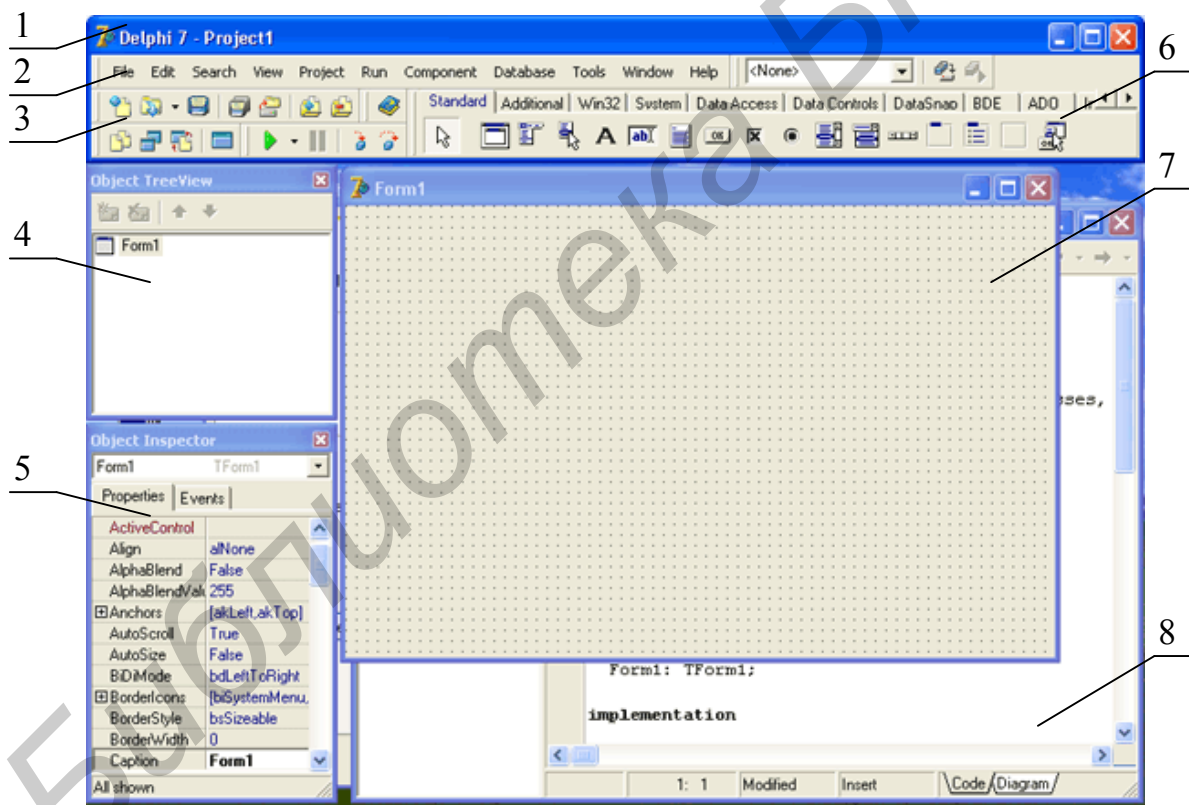 1
Delphi 7 - Project1
2
File Edit Search View Project Run Component Database Tools Window Help <None>
6
3
Standard Additional Win32 System Data Access Data Controls DataSnap BDE ADO
Object TreeView
Form1
7
4
Form1
sses,
Object Inspector
5
Form1 TForm1
Properties Events
ActiveControl
Align alNone
AlphaBlend False
AlphaBlendValu 255
Anchors [akLeft,akTop]
AutoScroll True
AutoSize False
BiDiMode bdLeftToRight
BorderIcons [biSystemMenu,
BorderStyle bsSizeable
BorderWidth 0
Caption Form1
All shown
8
Form1: TForm1;
implementation
1: 1 Modified Insert Code Diagram
Библиотека Б